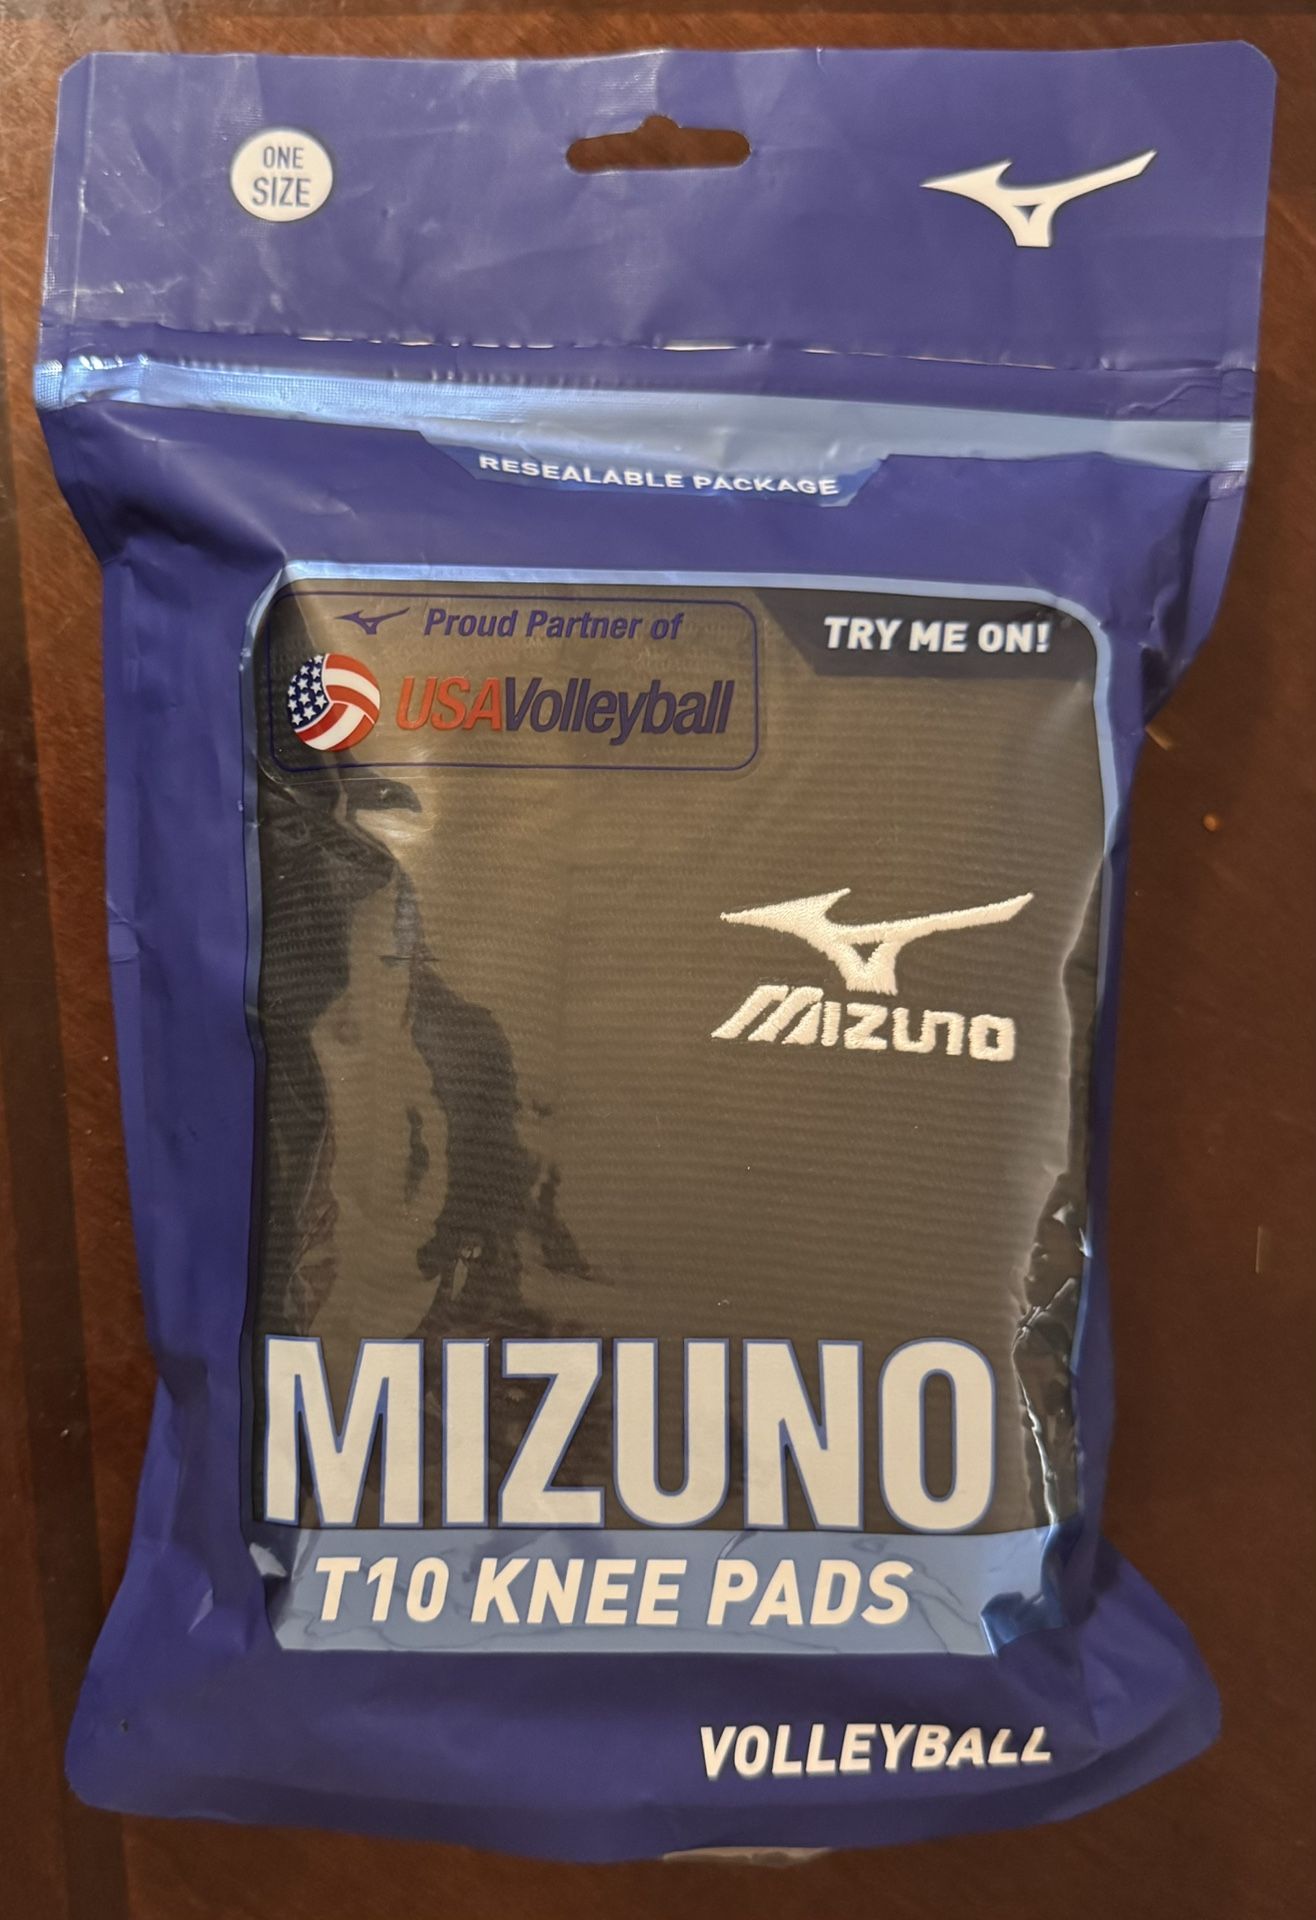 ONE
SIZE
RESEALABLE PACKAGE
Proud Partner of
USAVolleyball
TRY ME ON!
MIZUNO
MIZUNO
T10 KNEE PADS
VOLLEYBALL